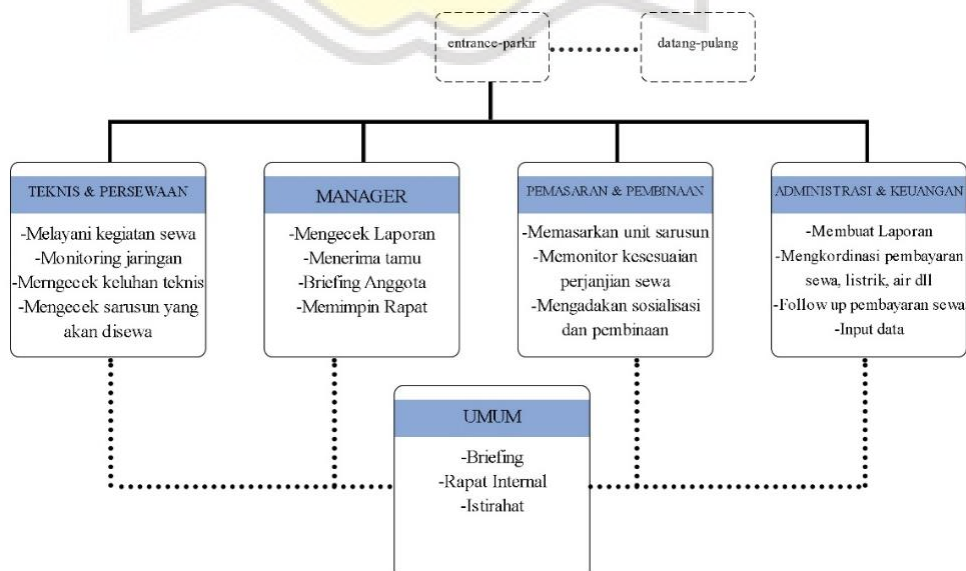 entrance-parkir
datang-pulang
TEKNIS & PERSEWAAN
-Melayani kegiatan sewa
-Monitoring jaringan
-Merngecek keluhan teknis
-Mengecek sarusun yang
akan disewa
MANAGER
-Mengecek Laporan
-Menerima tamu
-Briefing Anggota
-Memimpin Rapat
PEMASARAN & PEMBINAAN
-Memasarkan unit sarusun
-Memonitor kesesuaian
perjanjian sewa
-Mengadakan sosialisasi
dan pembinaan
ADMINISTRASI & KEUANGAN
-Membuat Laporan
-Mengkordinasi pembayaran
sewa, listrik, air dll
-Follow up pembayaran sewa
-Input data
UMUM
-Briefing
-Rapat Internal
-Istirahat